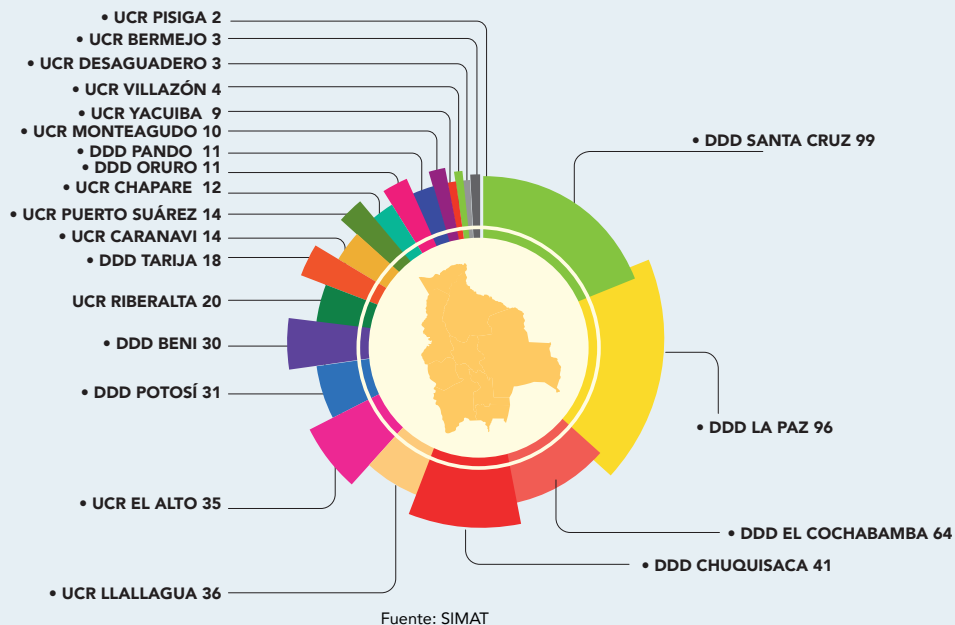 • UCR PISIGA 2
• UCR BERMEJO 3
• UCR DESAGUADERO 3
• UCR VILLAZÓN 4
• UCR YACUIBA 9
• UCR MONTEAGUDO 10
• DDD PANDO 11
• DDD ORURO 11
• UCR CHAPARE 12
• UCR PUERTO SUÁREZ 14
• UCR CARANAVI 14
• DDD TARIJA 18
UCR RIBERALTA 20
• DDD BENI 30
• DDD POTOSÍ 31
• UCR EL ALTO 35
• UCR LLALLAGUA 36
• DDD SANTA CRUZ 99
• DDD LA PAZ 96
• DDD EL COCHABAMBA 64
• DDD CHUQUISACA 41
Fuente: SIMAT